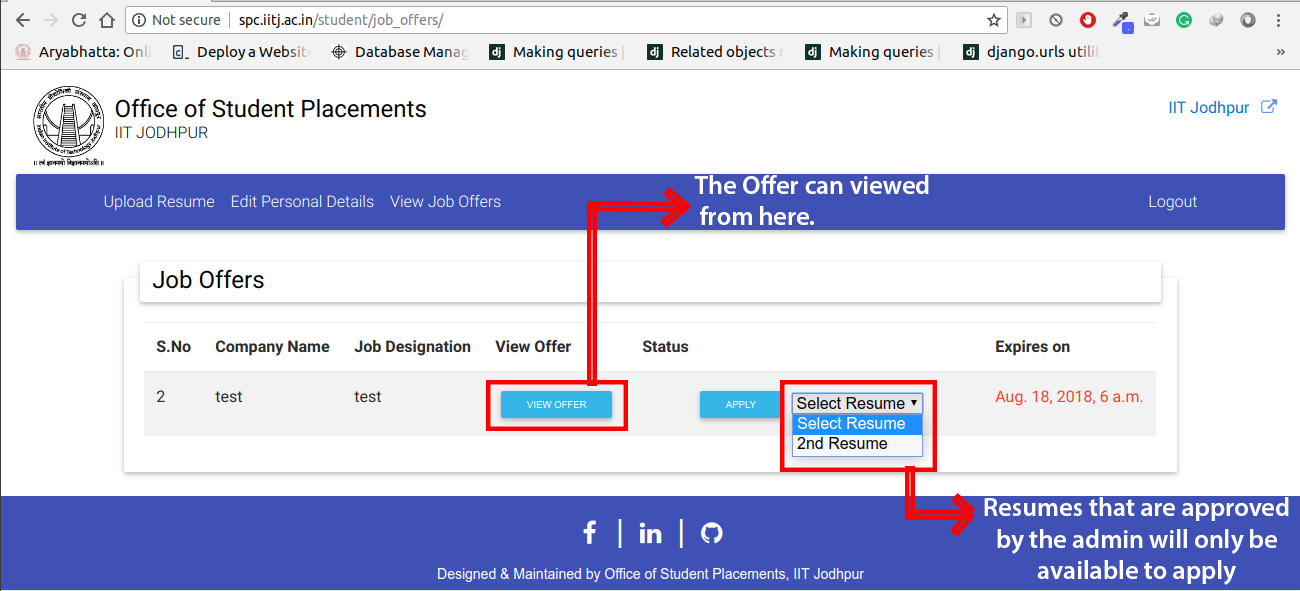 Not secure | spc.iitj.ac.in/student/job_offers/
Aryabhatta: Onli
Deploy a Websit
Database Manag
Making queries |
Related objects r
Making queries |
django.urls utilit
Office of Student Placements
IIT JODHPUR
IIT Jodhpur
Upload Resume Edit Personal Details View Job Offers
The Offer can viewed
from here.
Logout
Job Offers
S.No Company Name Job Designation View Offer Status Expires on
2 test test VIEW OFFER APPLY Select Resume Aug. 18, 2018, 6 a.m.
Select Resume
2nd Resume
Resumes that are approved
by the admin will only be
available to apply
Designed & Maintained by Office of Student Placements, IIT Jodhpur